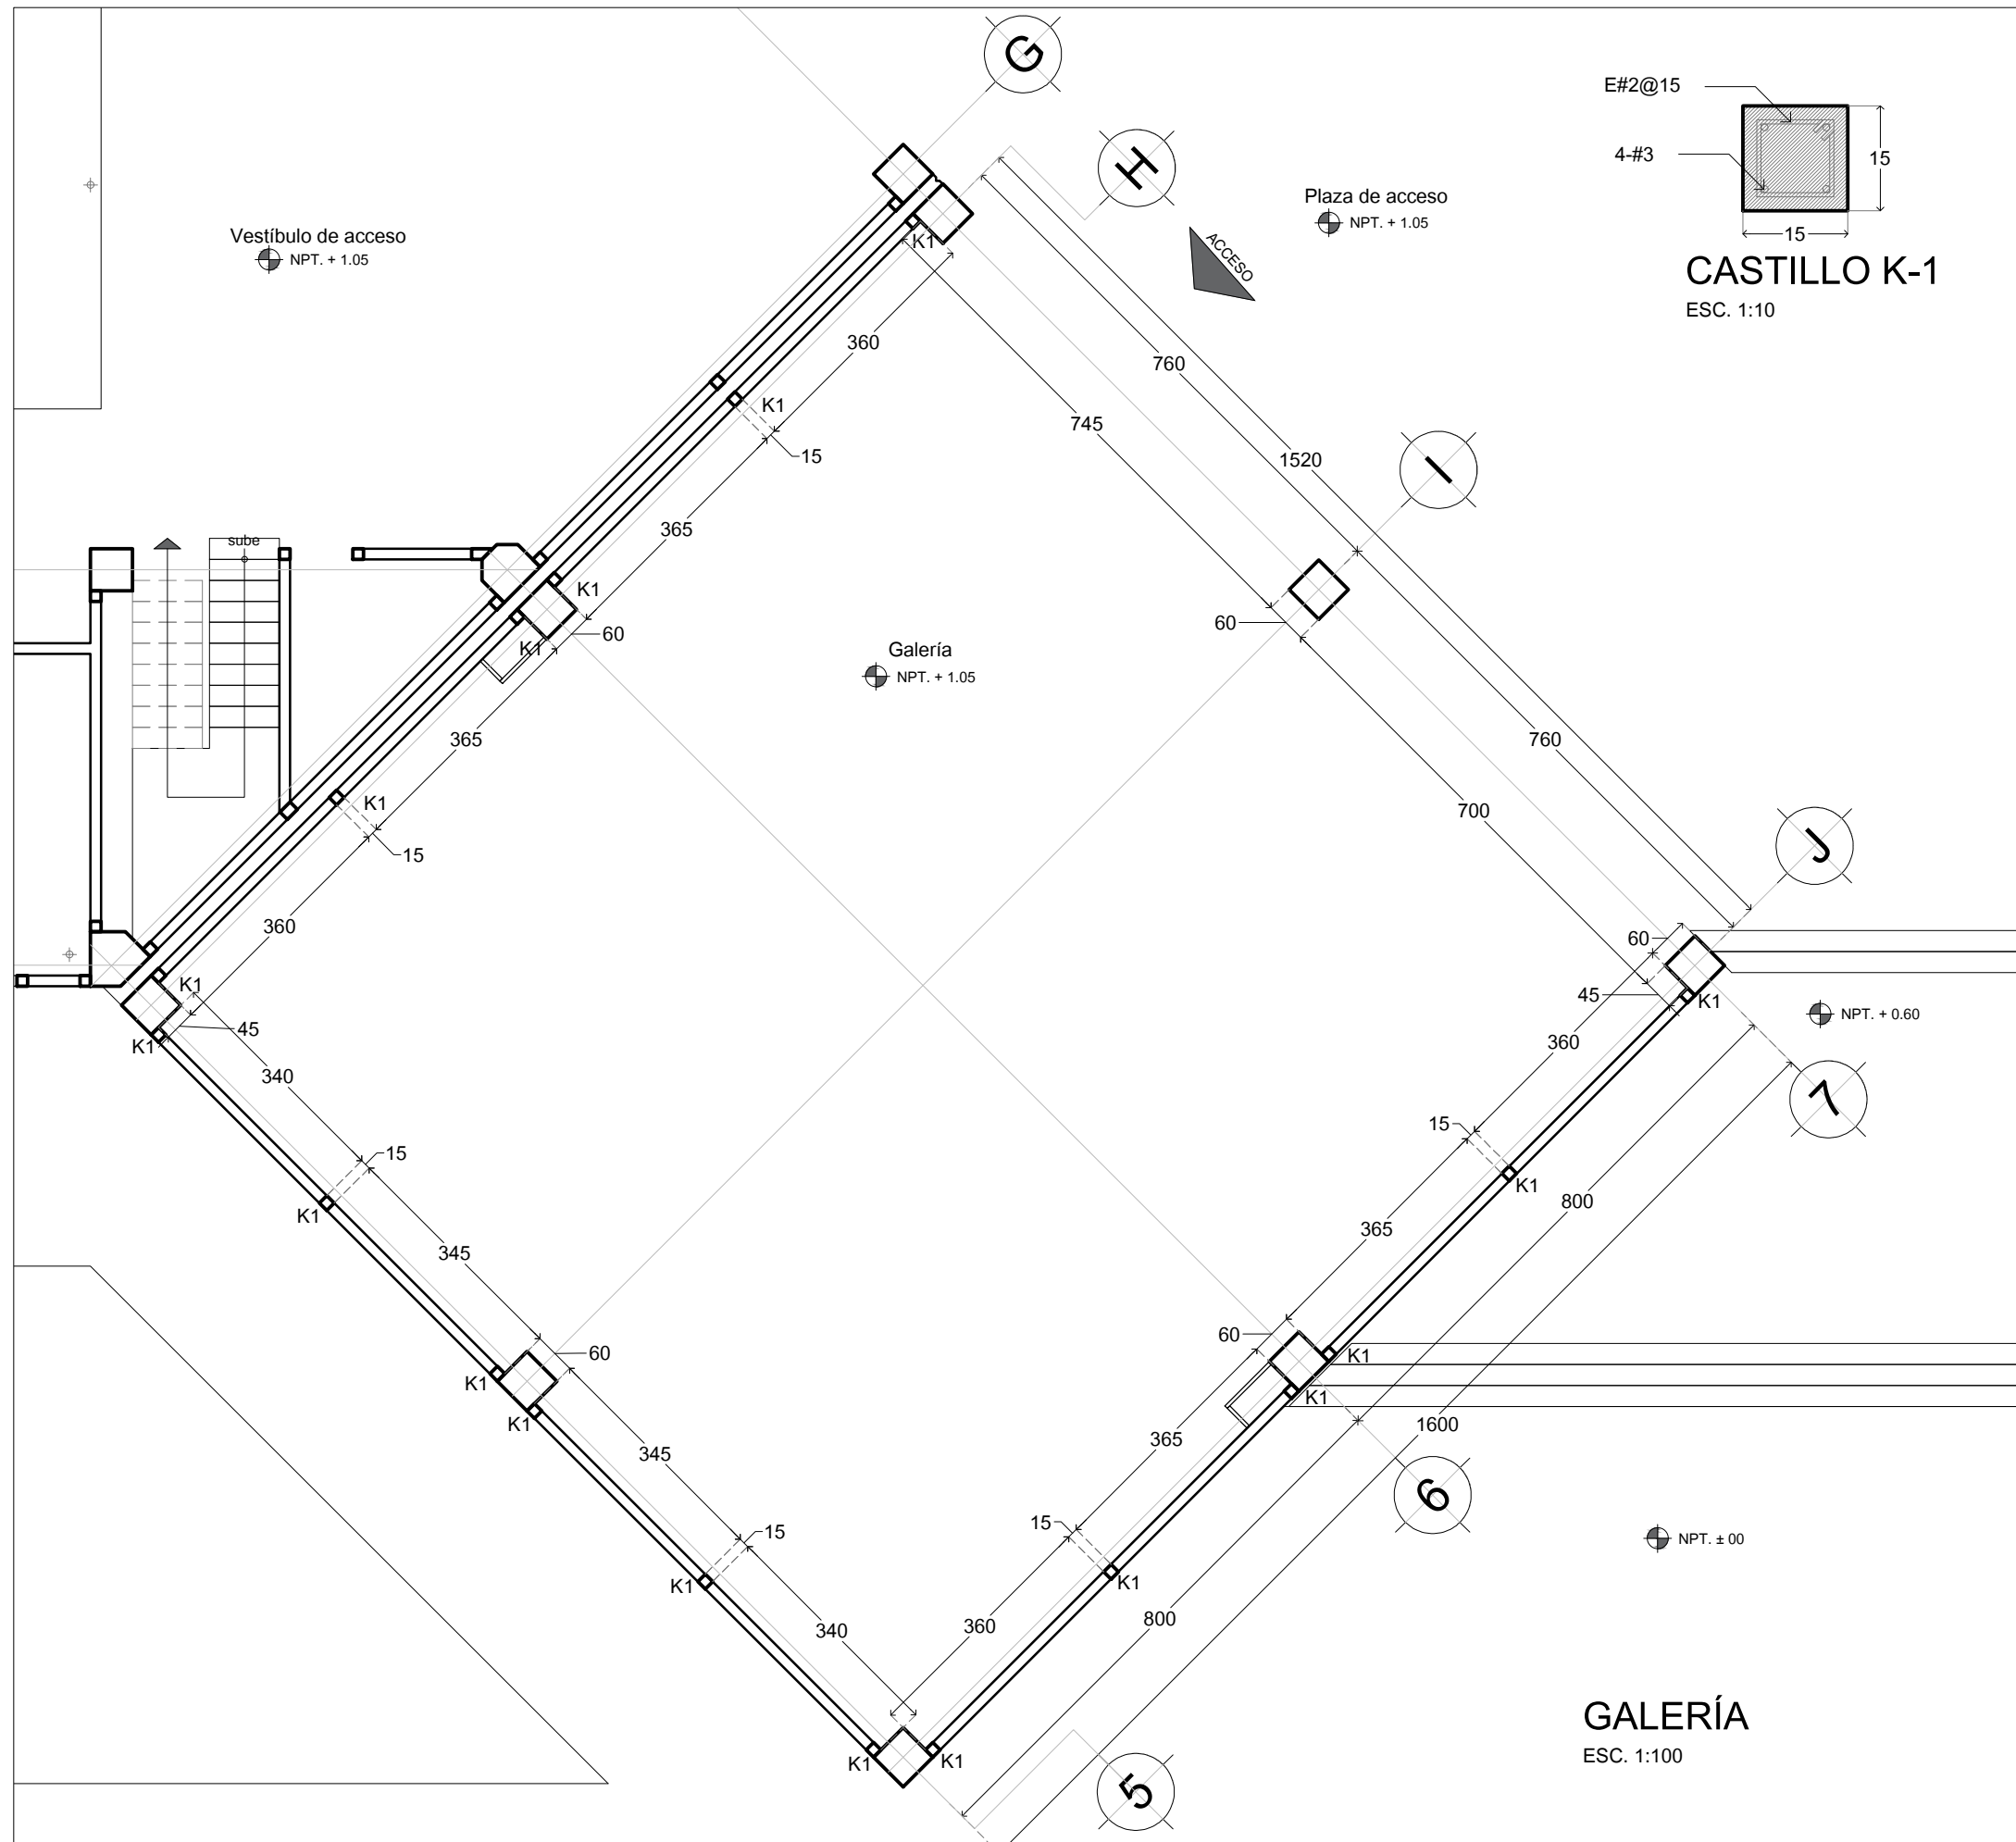 G
E#2@15
4-#3
15
15
CASTILLO K-1
ESC. 1:10
H
Plaza de acceso
NPT. + 1.05
ACCESO
Vestíbulo de acceso
NPT. + 1.05
K1
360
760
745
K1
15
1520
I
365
sube
K1
60
60
K1
Galería
NPT. + 1.05
365
760
700
K1
15
J
360
60
K1
45
K1
NPT. + 0.60
45
K1
360
340
7
15
15
K1
K1
800
345
365
60
60
K1
K1
K1
K1
1600
345
365
6
15
15
NPT. ± 00
K1
K1
340
360
800
K1
K1
5
GALERÍA
ESC. 1:100